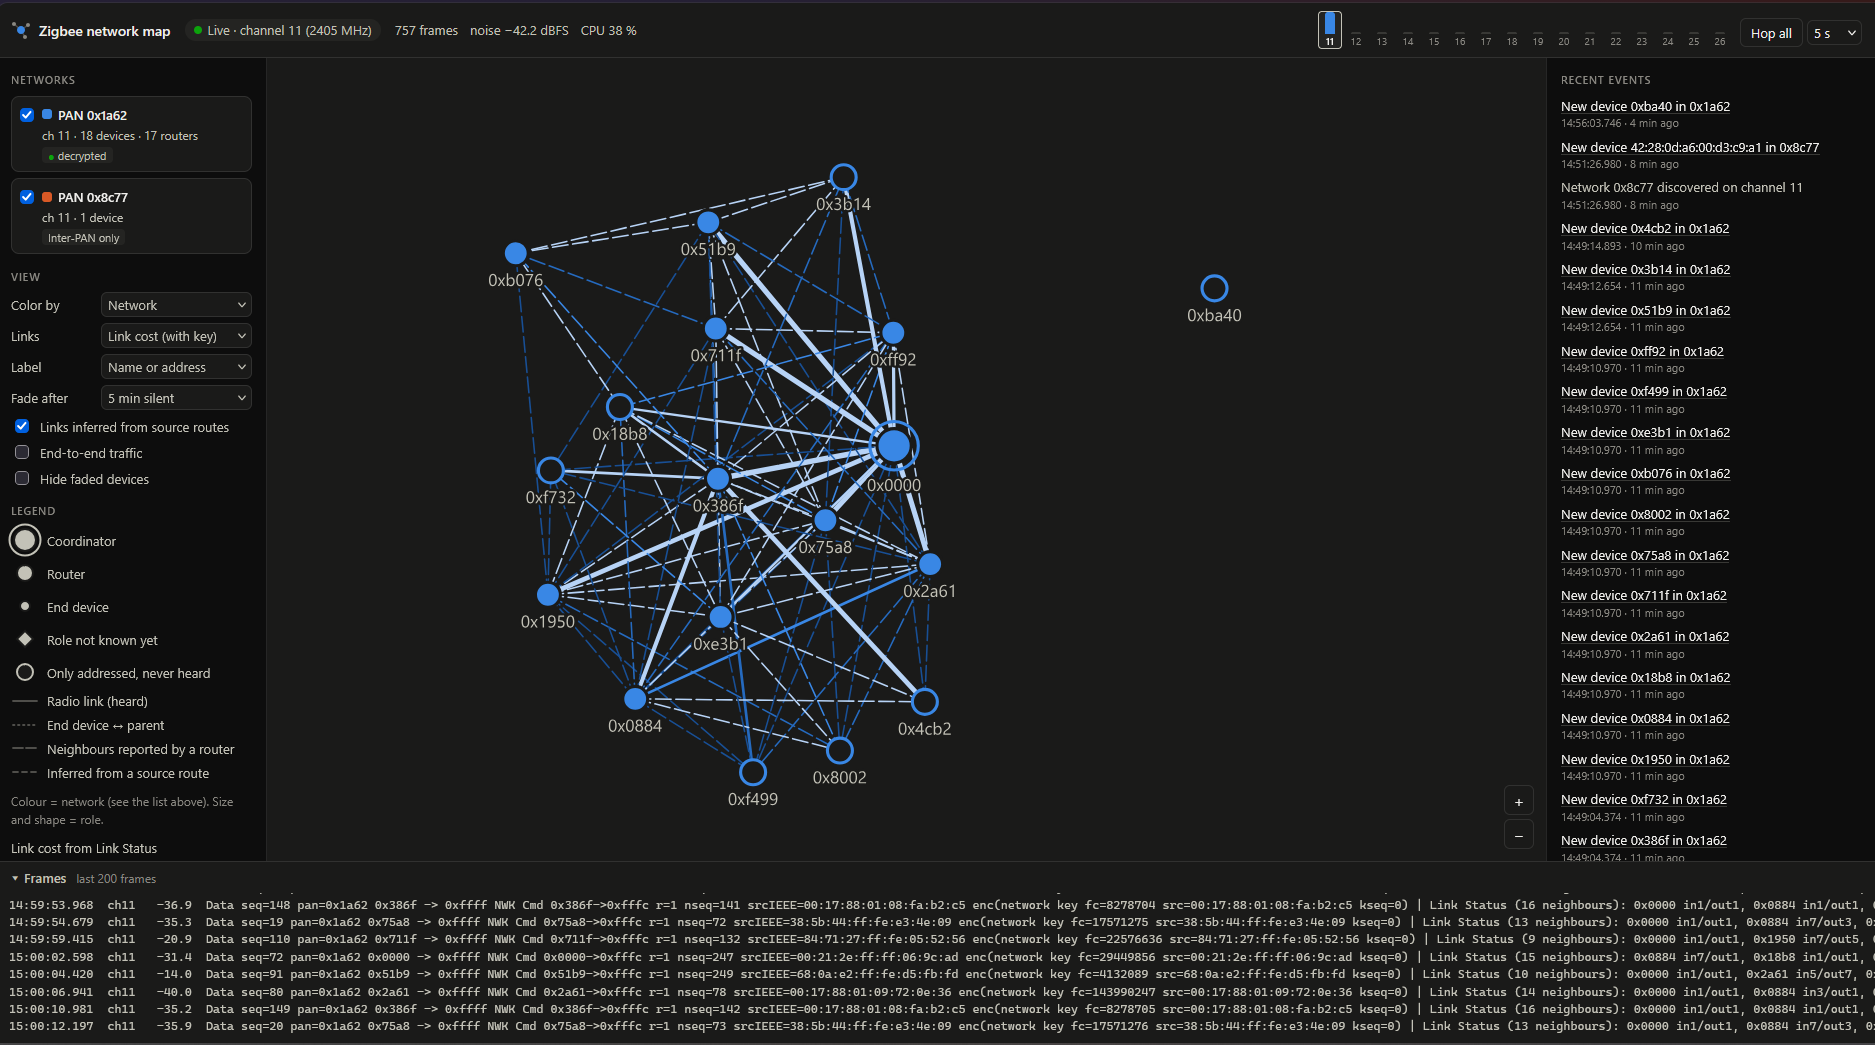 Zigbee network map
Live · channel 11 (2405 MHz)
757 frames
noise −42.2 dBFS
CPU 38 %
11 12 13 14 15 16 17 18 19 20 21 22 23 24 25 26
Hop all
5 s
NETWORKS
PAN 0x1a62
ch 11 · 18 devices · 17 routers
decrypted
PAN 0x8c77
ch 11 · 1 device
Inter-PAN only
VIEW
Color by
Network
Links
Link cost (with key)
Label
Name or address
Fade after
5 min silent
Links inferred from source routes
End-to-end traffic
Hide faded devices
LEGEND
Coordinator
Router
End device
Role not known yet
Only addressed, never heard
Radio link (heard)
End device ↔ parent
Neighbours reported by a router
Inferred from a source route
Colour = network (see the list above). Size
and shape = role.
Link cost from Link Status
0x3b14
0x51b9
0xb076
0xba40
0x711f
0xff92
0x18b8
0xf732
0x0000
0x386f
0x75a8
0x2a61
0x1950
0xe3b1
0x0884
0x4cb2
0x8002
0xf499
+
−
RECENT EVENTS
New device 0xba40 in 0x1a62
14:56:03.746 · 4 min ago
New device 42:28:0d:a6:00:d3:c9:a1 in 0x8c77
14:51:26.980 · 8 min ago
Network 0x8c77 discovered on channel 11
14:51:26.980 · 8 min ago
New device 0x4cb2 in 0x1a62
14:49:14.893 · 10 min ago
New device 0x3b14 in 0x1a62
14:49:12.654 · 11 min ago
New device 0x51b9 in 0x1a62
14:49:12.654 · 11 min ago
New device 0xff92 in 0x1a62
14:49:10.970 · 11 min ago
New device 0xf499 in 0x1a62
14:49:10.970 · 11 min ago
New device 0xe3b1 in 0x1a62
14:49:10.970 · 11 min ago
New device 0xb076 in 0x1a62
14:49:10.970 · 11 min ago
New device 0x8002 in 0x1a62
14:49:10.970 · 11 min ago
New device 0x75a8 in 0x1a62
14:49:10.970 · 11 min ago
New device 0x711f in 0x1a62
14:49:10.970 · 11 min ago
New device 0x2a61 in 0x1a62
14:49:10.970 · 11 min ago
New device 0x18b8 in 0x1a62
14:49:10.970 · 11 min ago
New device 0x0884 in 0x1a62
14:49:10.970 · 11 min ago
New device 0x1950 in 0x1a62
14:49:10.970 · 11 min ago
New device 0xf732 in 0x1a62
14:49:04.374 · 11 min ago
New device 0x386f in 0x1a62
14:49:04.374 · 11 min ago
Frames last 200 frames
14:59:53.968 ch11 −36.9 Data seq=148 pan=0x1a62 0x386f -> 0xffff NWK Cmd 0x386f->0xfffc r=1 nseq=141 srcIEEE=00:17:88:01:08:fa:b2:c5 enc(network key fc=8278704 src=00:17:88:01:08:fa:b2:c5 kseq=0) | Link Status (16 neighbours): 0x0000 in1/out1, 0x0884 in1/out1,
14:59:54.679 ch11 −35.3 Data seq=19 pan=0x1a62 0x75a8 -> 0xffff NWK Cmd 0x75a8->0xfffc r=1 nseq=72 srcIEEE=38:5b:44:ff:fe:e3:4e:09 enc(network key fc=17571275 src=38:5b:44:ff:fe:e3:4e:09 kseq=0) | Link Status (13 neighbours): 0x0000 in1/out1, 0x0884 in7/out3,
14:59:59.415 ch11 −20.9 Data seq=110 pan=0x1a62 0x711f -> 0xffff NWK Cmd 0x711f->0xfffc r=1 nseq=132 srcIEEE=84:71:27:ff:fe:05:52:56 enc(network key fc=22576636 src=84:71:27:ff:fe:05:52:56 kseq=0) | Link Status (9 neighbours): 0x0000 in1/out1, 0x1950 in7/out5,
15:00:02.598 ch11 −31.4 Data seq=72 pan=0x1a62 0x0000 -> 0xffff NWK Cmd 0x0000->0xfffc r=1 nseq=247 srcIEEE=00:21:2e:ff:ff:06:9c:ad enc(network key fc=29449856 src=00:21:2e:ff:ff:06:9c:ad kseq=0) | Link Status (15 neighbours): 0x0884 in7/out1, 0x18b8 in1/out1,
15:00:04.420 ch11 −14.0 Data seq=91 pan=0x1a62 0x51b9 -> 0xffff NWK Cmd 0x51b9->0xfffc r=1 nseq=249 srcIEEE=68:0a:e2:ff:fe:d5:fb:fd enc(network key fc=4132089 src=68:0a:e2:ff:fe:d5:fb:fd kseq=0) | Link Status (10 neighbours): 0x0000 in1/out1, 0x2a61 in5/out7,
15:00:06.941 ch11 −40.0 Data seq=80 pan=0x1a62 0x2a61 -> 0xffff NWK Cmd 0x2a61->0xfffc r=1 nseq=78 srcIEEE=00:17:88:01:09:72:0e:36 enc(network key fc=143990247 src=00:17:88:01:09:72:0e:36 kseq=0) | Link Status (14 neighbours): 0x0000 in1/out1, 0x0884 in3/out1,
15:00:10.981 ch11 −35.2 Data seq=149 pan=0x1a62 0x386f -> 0xffff NWK Cmd 0x386f->0xfffc r=1 nseq=142 srcIEEE=00:17:88:01:08:fa:b2:c5 enc(network key fc=8278705 src=00:17:88:01:08:fa:b2:c5 kseq=0) | Link Status (16 neighbours): 0x0000 in1/out1, 0x0884 in1/out1,
15:00:12.197 ch11 −35.9 Data seq=20 pan=0x1a62 0x75a8 -> 0xffff NWK Cmd 0x75a8->0xfffc r=1 nseq=73 srcIEEE=38:5b:44:ff:fe:e3:4e:09 enc(network key fc=17571276 src=38:5b:44:ff:fe:e3:4e:09 kseq=0) | Link Status (13 neighbours): 0x0000 in1/out1, 0x0884 in7/out3,